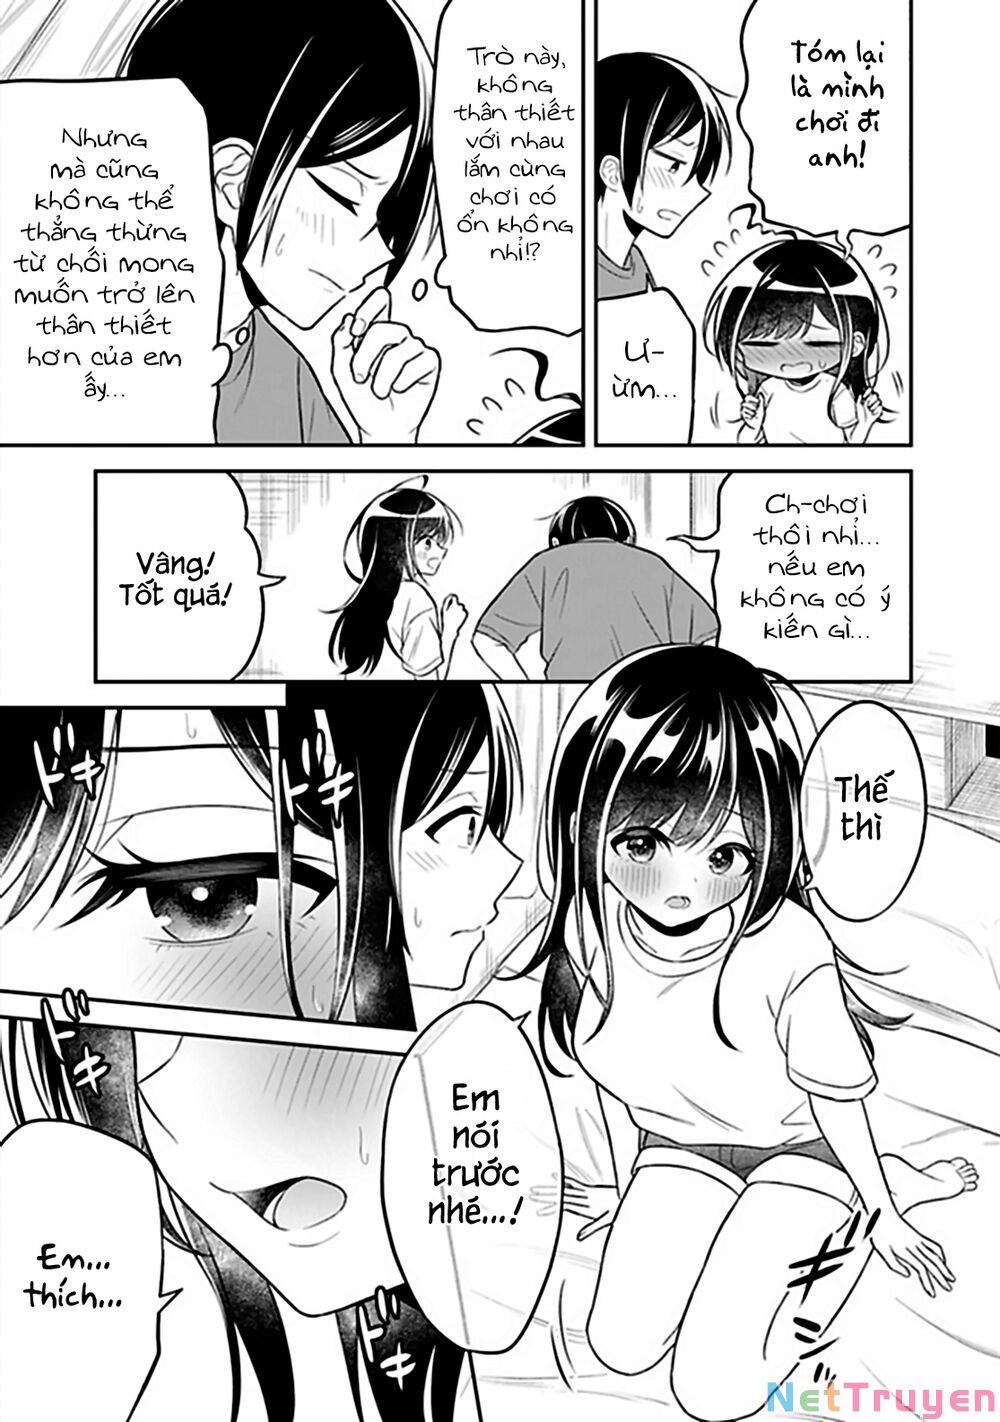 Tóm lại
là mình
chơi đi
anh!
Ư-
ừm...
Trò này,
không
thân thiết
với nhau
lắm cùng
chơi có
ổn không
nhỉ!?
Nhưng
mà cũng
không thể
thẳng thừng
từ chối mong
muốn trở lên
thân thiết
hơn của em
ấy...
Ch-chơi
thôi nhỉ...
nếu em
không có ý
kiến gì...
Vâng!
Tốt quá!
Thế
thì
ドキ
ドキ
Em
nói
trước
nhé...!
ドキ
ドキ
Em...
thích...
NetTruyen